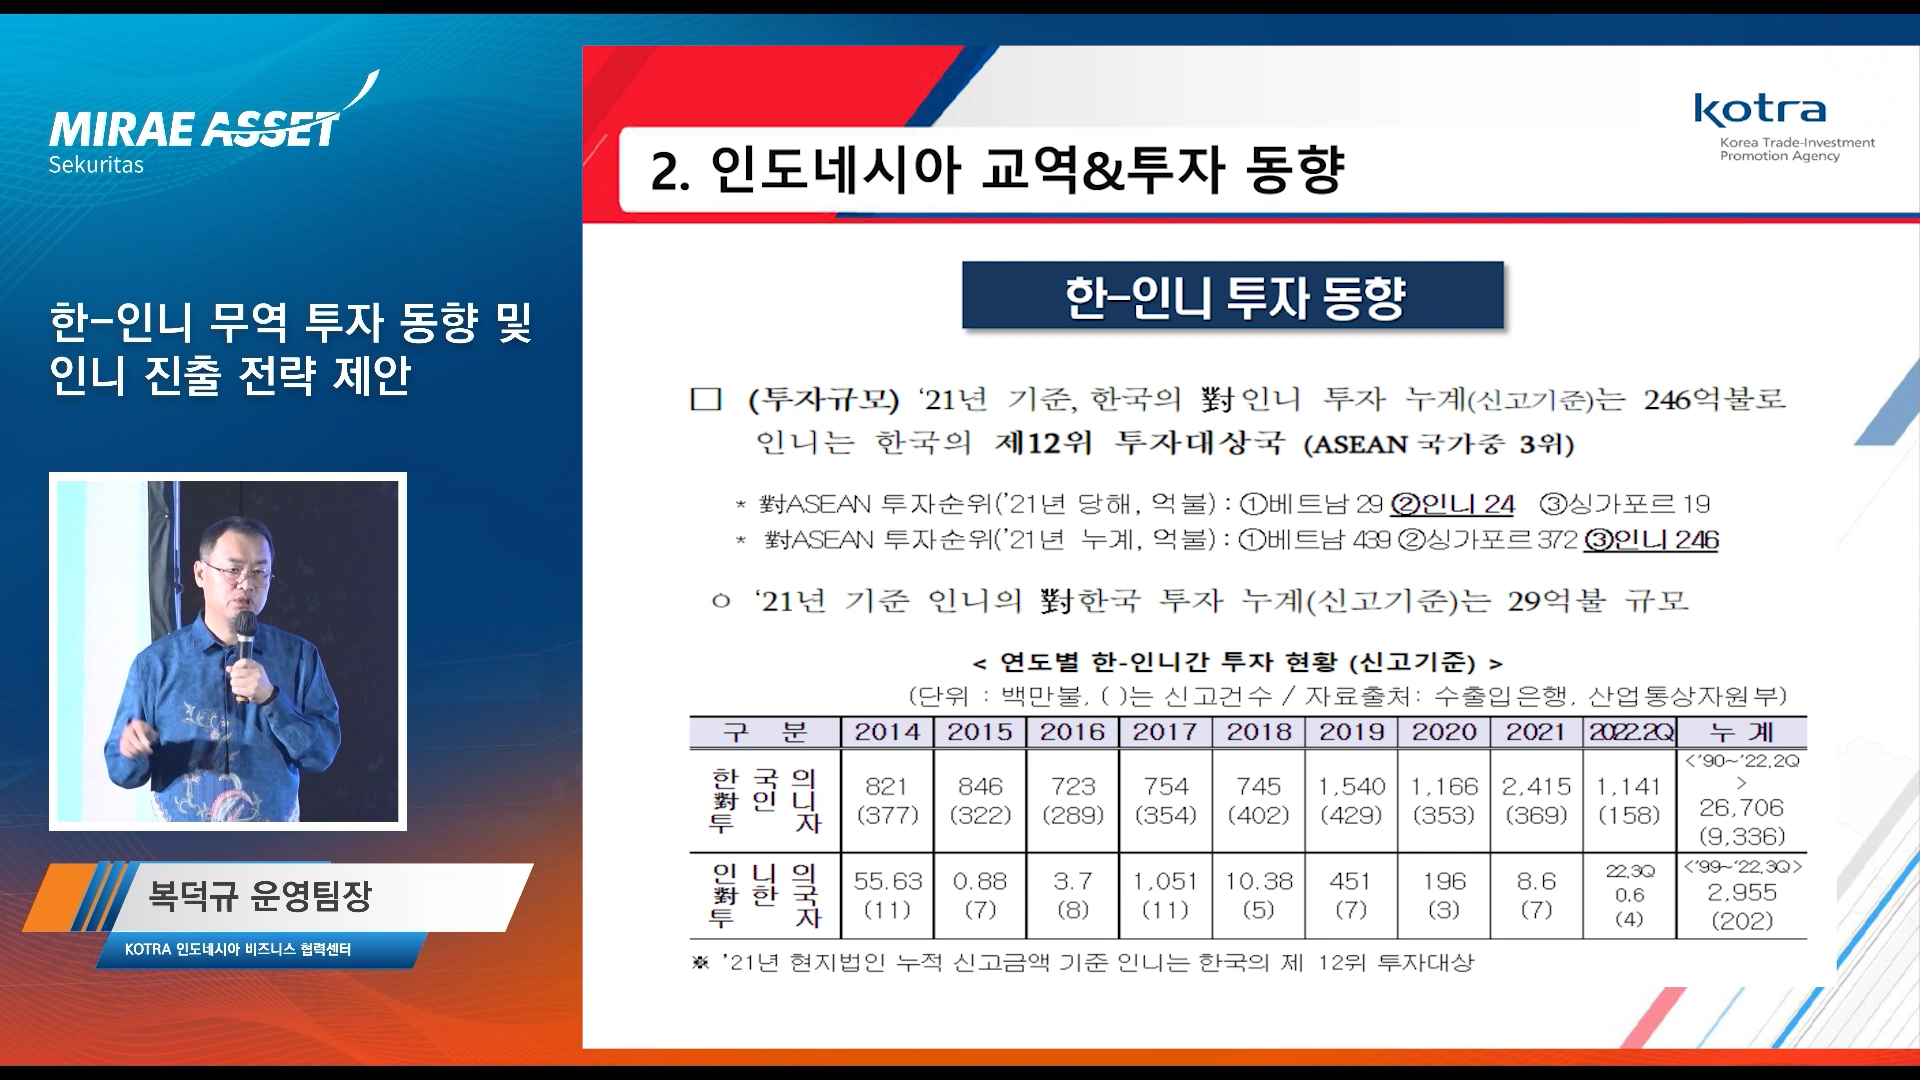 MIRAE ASSET
Sekuritas
한-인니 무역 투자 동향 및
인니 진출 전략 제안
복덕규 운영팀장
KOTRA 인도네시아 비즈니스 협력센터
kotra
Korea Trade-Investment
Promotion Agency
2. 인도네시아 교역&투자 동향
한-인니 투자 동향
□ (투자규모) ‘21년 기준, 한국의 對인니 투자 누계(신고기준)는 246억불로
인니는 한국의 제12위 투자대상국 (ASEAN 국가중 3위)
* 對ASEAN 투자순위(’21년 당해, 억불) : ①베트남 29 ②인니 24 ③싱가포르 19
* 對ASEAN 투자순위(’21년 누계, 억불) : ①베트남 439 ②싱가포르 372 ③인니 246
ㅇ ‘21년 기준 인니의 對한국 투자 누계(신고기준)는 29억불 규모
< 연도별 한-인니간 투자 현황 (신고기준) >
(단위 : 백만불, ( )는 신고건수 / 자료출처: 수출입은행, 산업통상자원부)
구 분 2014 2015 2016 2017 2018 2019 2020 2021 2022.2Q 누 계
한국의 對인니 투자 821 (377) 846 (322) 723 (289) 754 (354) 745 (402) 1,540 (429) 1,166 (353) 2,415 (369) 1,141 (158) <’90~’22.2Q> 26,706 (9,336)
인니의 對한국 투자 55.63 (11) 0.88 (7) 3.7 (8) 1,051 (11) 10.38 (5) 451 (7) 196 (3) 8.6 (7) 22.3Q 0.6 (4) <’99~’22.3Q> 2,955 (202)
※ ’21년 현지법인 누적 신고금액 기준 인니는 한국의 제 12위 투자대상